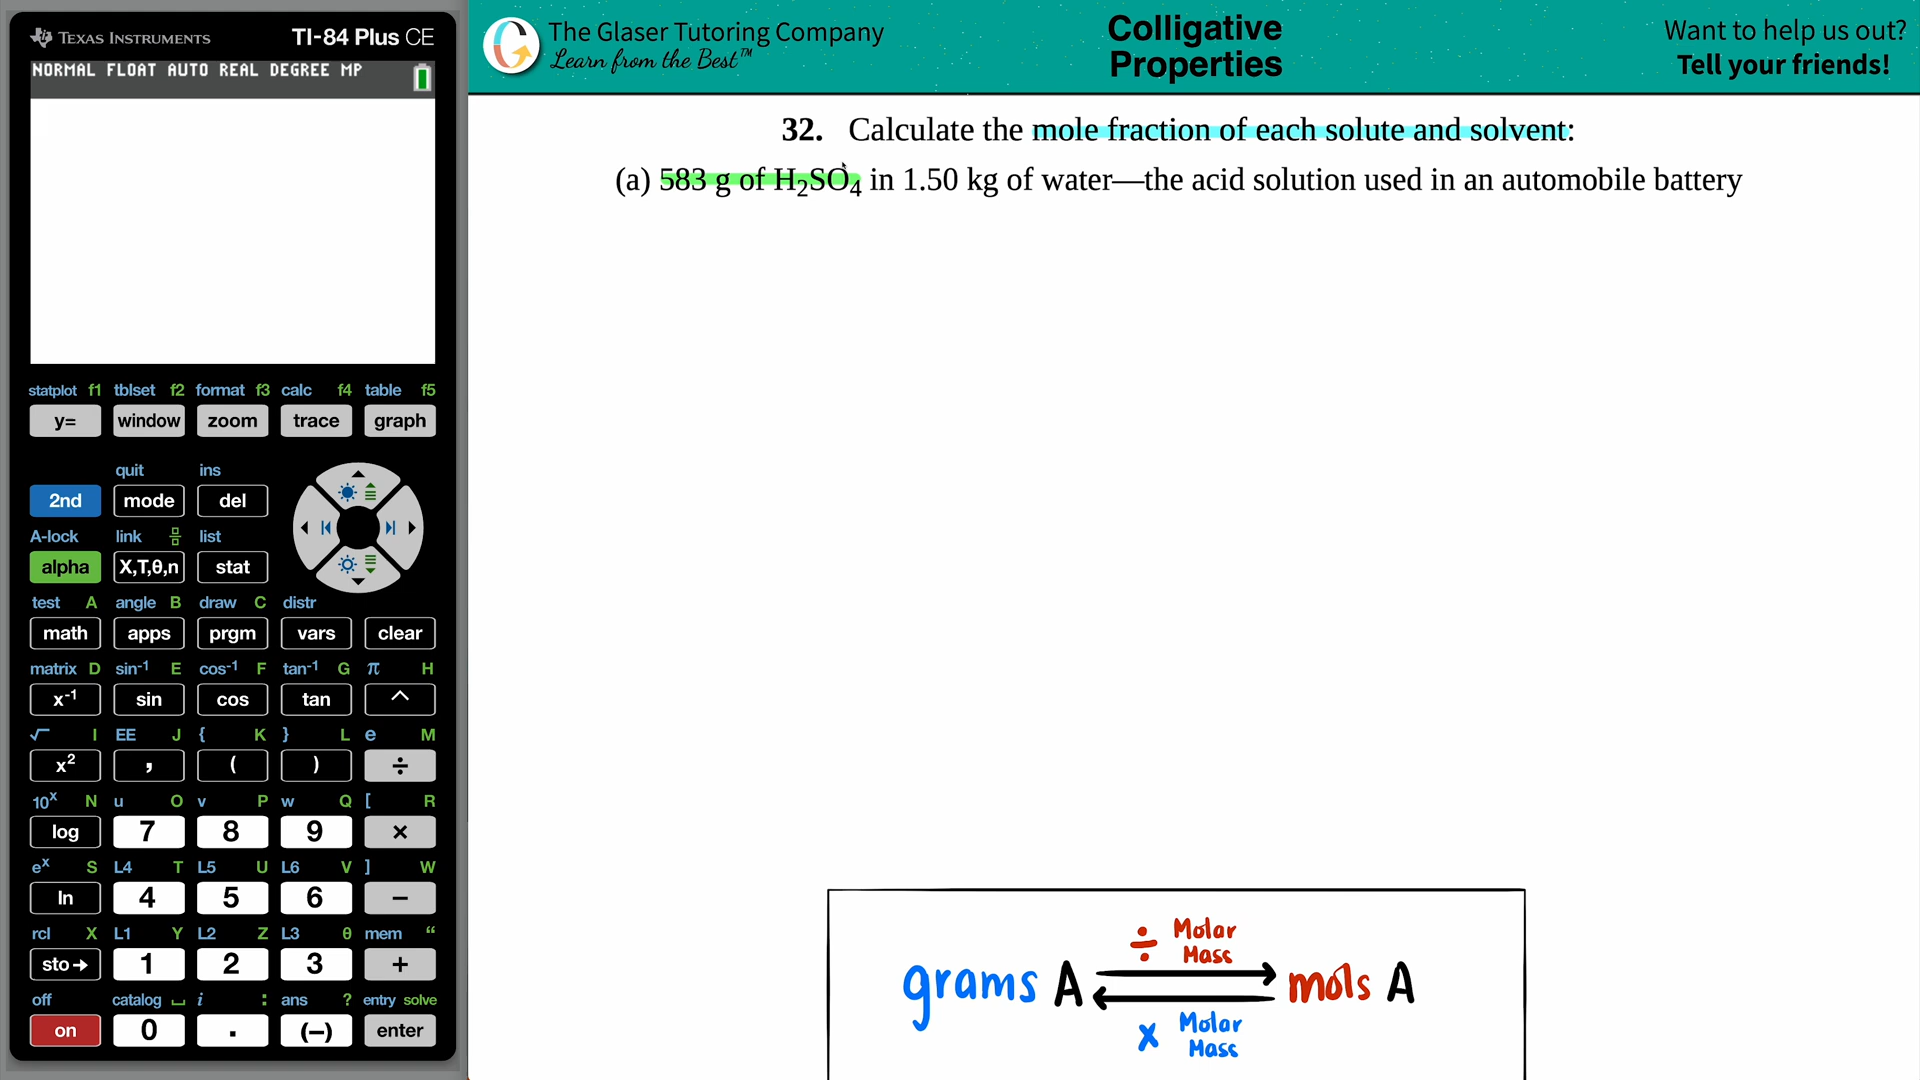 TEXAS INSTRUMENTS TI-84 Plus CE
NORMAL FLOAT AUTO REAL DEGREE MP
statplot f1 tblset f2 format f3 calc f4 table f5
y= window zoom trace graph
quit ins
2nd mode del
A-lock link list
alpha X,T,θ,n stat
test A angle B draw C distr
math apps prgm vars clear
matrix D sin⁻¹ E cos⁻¹ F tan⁻¹ G π H
x⁻¹ sin cos tan ^
√ I EE J { K } L e M
x² , ( ) ÷
10ˣ N u O v P w Q [ R
log 7 8 9 ×
eˣ S L4 T L5 U L6 V ] W
ln 4 5 6 −
rcl X L1 Y L2 Z L3 θ mem “
sto→ 1 2 3 +
off catalog ⎵ i : ans ? entry solve
on 0 . (−) enter
The Glaser Tutoring Company
Learn from the Best™
Colligative
Properties
Want to help us out?
Tell your friends!
32. Calculate the mole fraction of each solute and solvent:
(a) 583 g of H₂SO₄ in 1.50 kg of water—the acid solution used in an automobile battery
÷ Molar
Mass
grams A mols A
x Molar
Mass